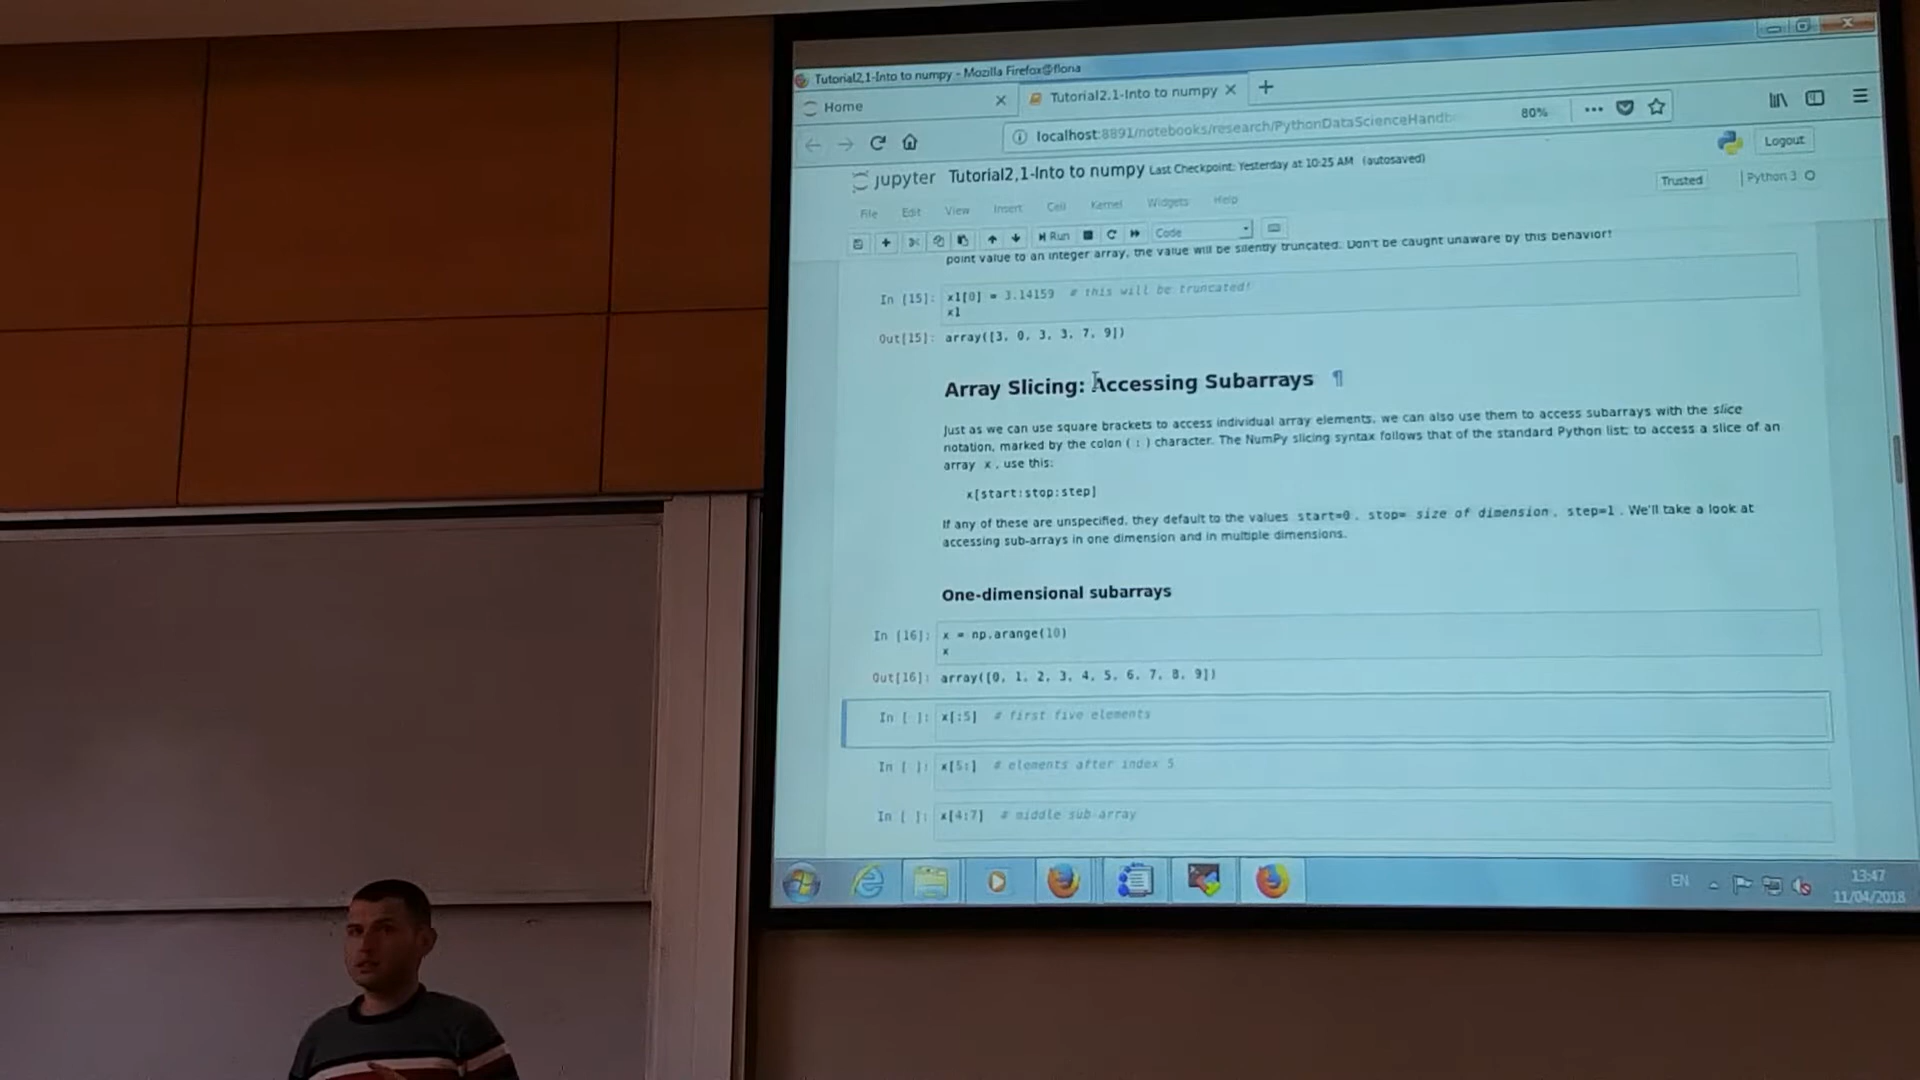 Tutorial2,1-Into to numpy - Mozilla Firefox@flona
Home
Tutorial2.1-Into to numpy
localhost:8891/notebooks/research/PythonDataScienceHandb
80%
jupyter Tutorial2,1-Into to numpy Last Checkpoint: Yesterday at 10:25 AM (autosaved)
Logout
File Edit View Insert Cell Kernel Widgets Help
Trusted
Python 3
Run
Code
point value to an integer array, the value will be silently truncated. Don't be caught unaware by this behavior!
In [15]: x1[0] = 3.14159 # this will be truncated!
x1
Out[15]: array([3, 0, 3, 3, 7, 9])
Array Slicing: Accessing Subarrays ¶
Just as we can use square brackets to access individual array elements, we can also use them to access subarrays with the slice
notation, marked by the colon ( : ) character. The NumPy slicing syntax follows that of the standard Python list; to access a slice of an
array x , use this:
x[start:stop:step]
If any of these are unspecified, they default to the values start=0 , stop= size of dimension , step=1 . We'll take a look at
accessing sub-arrays in one dimension and in multiple dimensions.
One-dimensional subarrays
In [16]: x = np.arange(10)
x
Out[16]: array([0, 1, 2, 3, 4, 5, 6, 7, 8, 9])
In [ ]: x[:5] # first five elements
In [ ]: x[5:] # elements after index 5
In [ ]: x[4:7] # middle sub-array
EN
13:47
11/04/2018